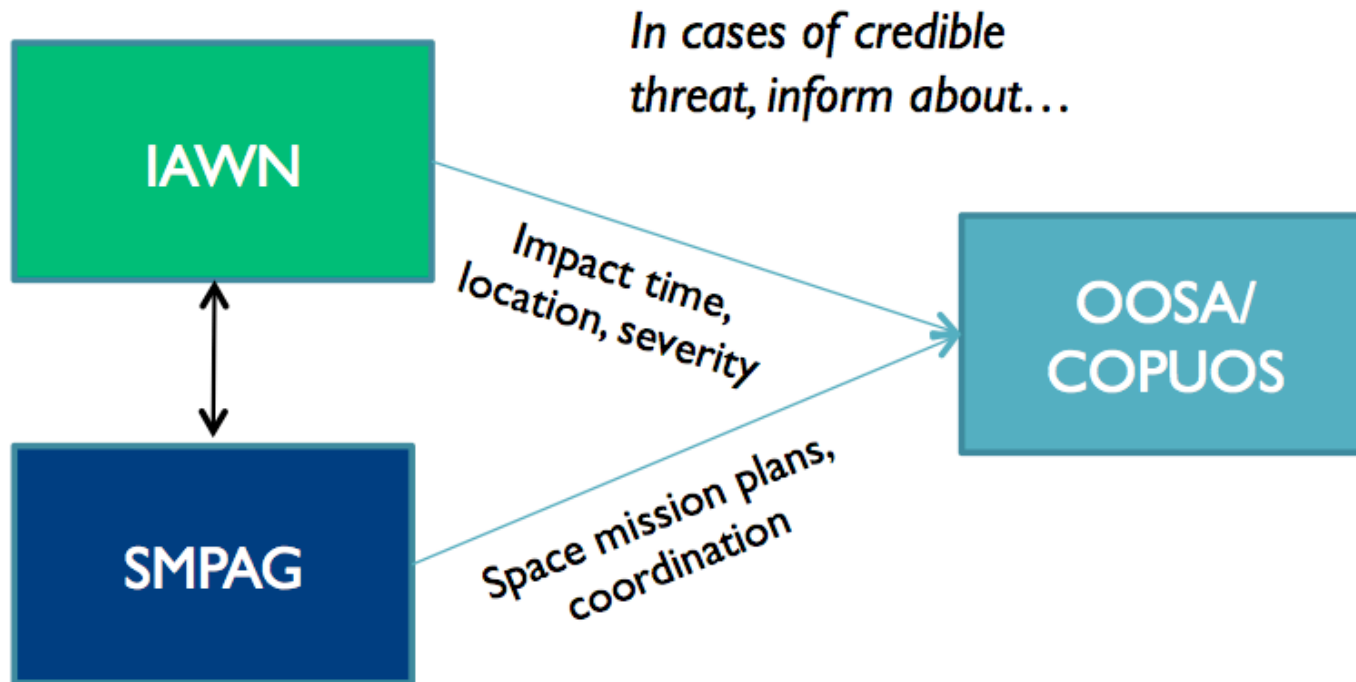 In cases of credible
threat, inform about…
IAWN
Impact time,
location, severity
OOSA/
COPUOS
SMPAG
Space mission plans,
coordination